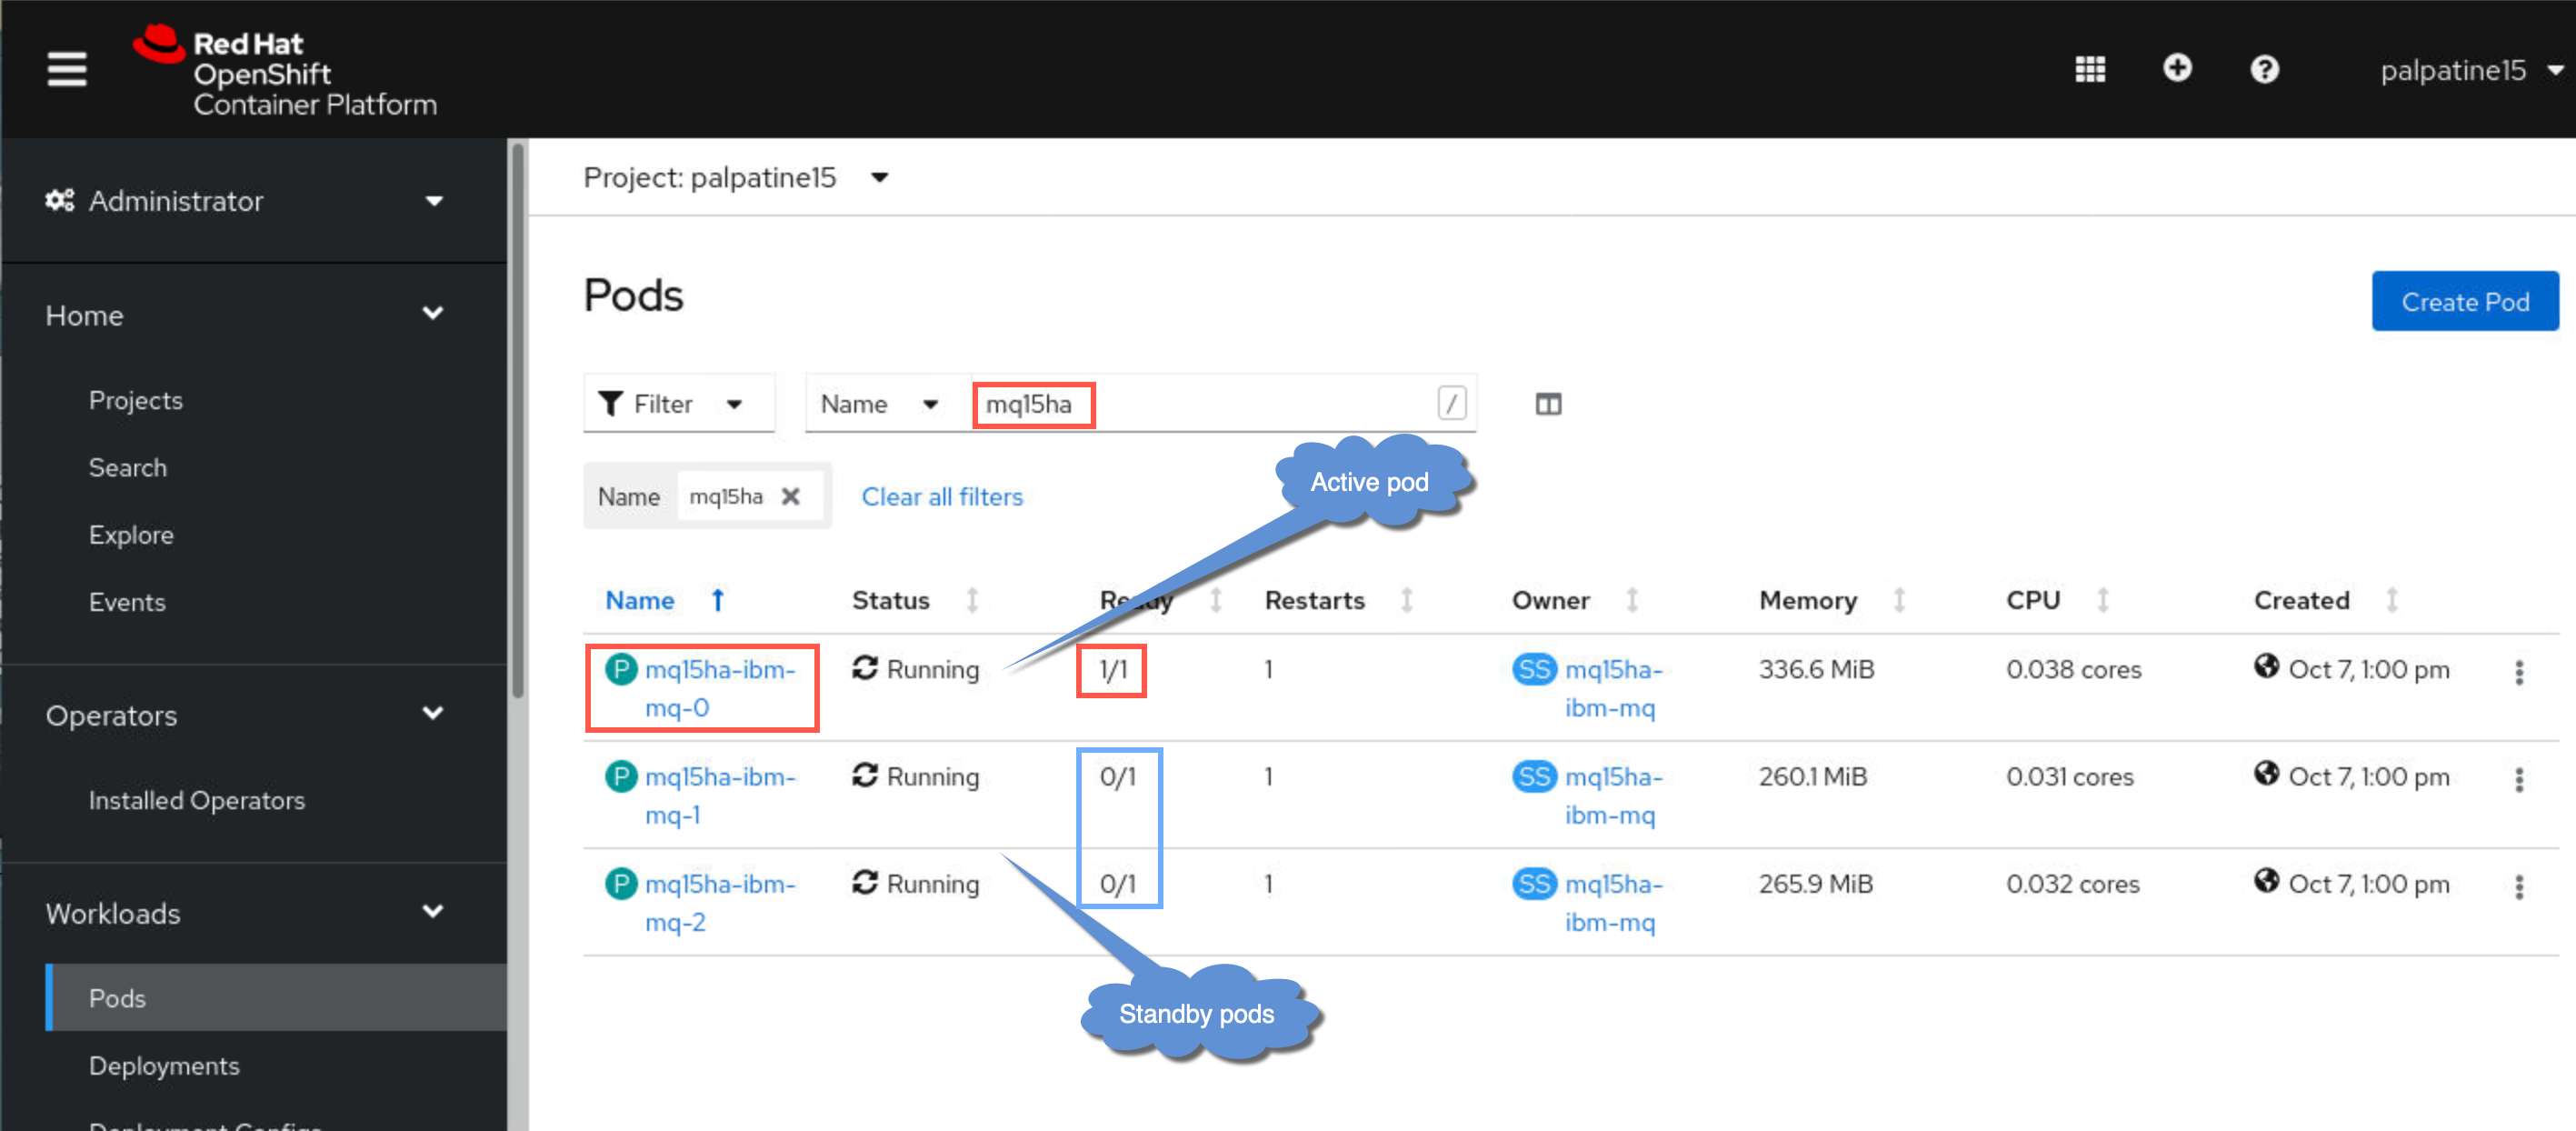 Red Hat
OpenShift
Container Platform
palpatine15
Administrator
Home
Projects
Search
Explore
Events
Operators
Installed Operators
Workloads
Pods
Deployments
Deployment Configs
Project: palpatine15
Pods
Create Pod
Filter Name mq15ha /
Name mq15ha Clear all filters
Active pod
Name Status Ready Restarts Owner Memory CPU Created
P mq15ha-ibm- Running 1/1 1 SS mq15ha- 336.6 MiB 0.038 cores Oct 7, 1:00 pm
mq-0 ibm-mq
P mq15ha-ibm- Running 0/1 1 SS mq15ha- 260.1 MiB 0.031 cores Oct 7, 1:00 pm
mq-1 ibm-mq
P mq15ha-ibm- Running 0/1 1 SS mq15ha- 265.9 MiB 0.032 cores Oct 7, 1:00 pm
mq-2 ibm-mq
Standby pods